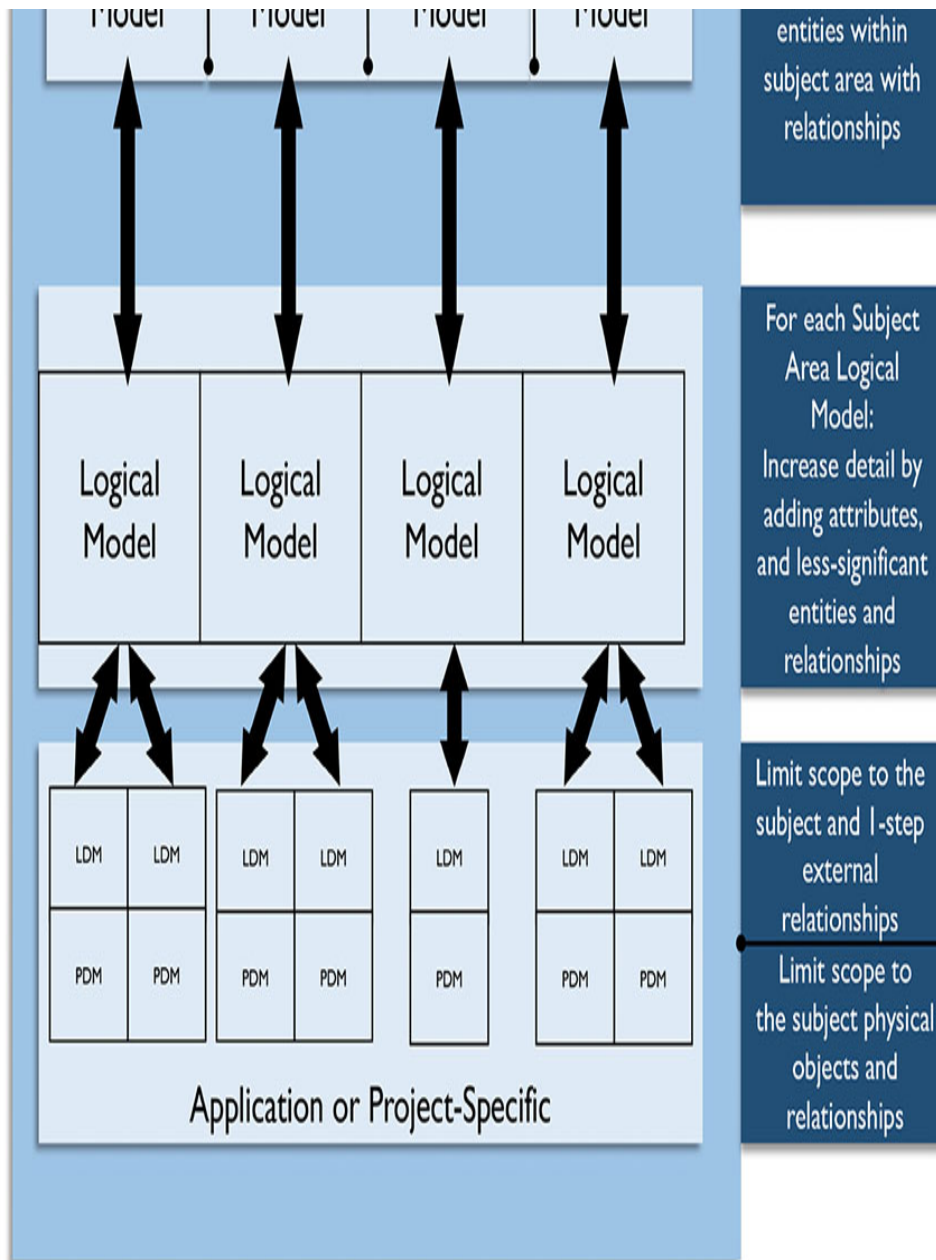 Model Model Model Model
entities within
subject area with
relationships
For each Subject
Area Logical
Model:
Increase detail by
adding attributes,
and less-significant
entities and
relationships
Logical Logical Logical Logical
Model Model Model Model
LDM LDM LDM LDM LDM LDM LDM
PDM PDM PDM PDM PDM PDM PDM
Application or Project-Specific
Limit scope to the
subject and 1-step
external
relationships
Limit scope to
the subject physical
objects and
relationships